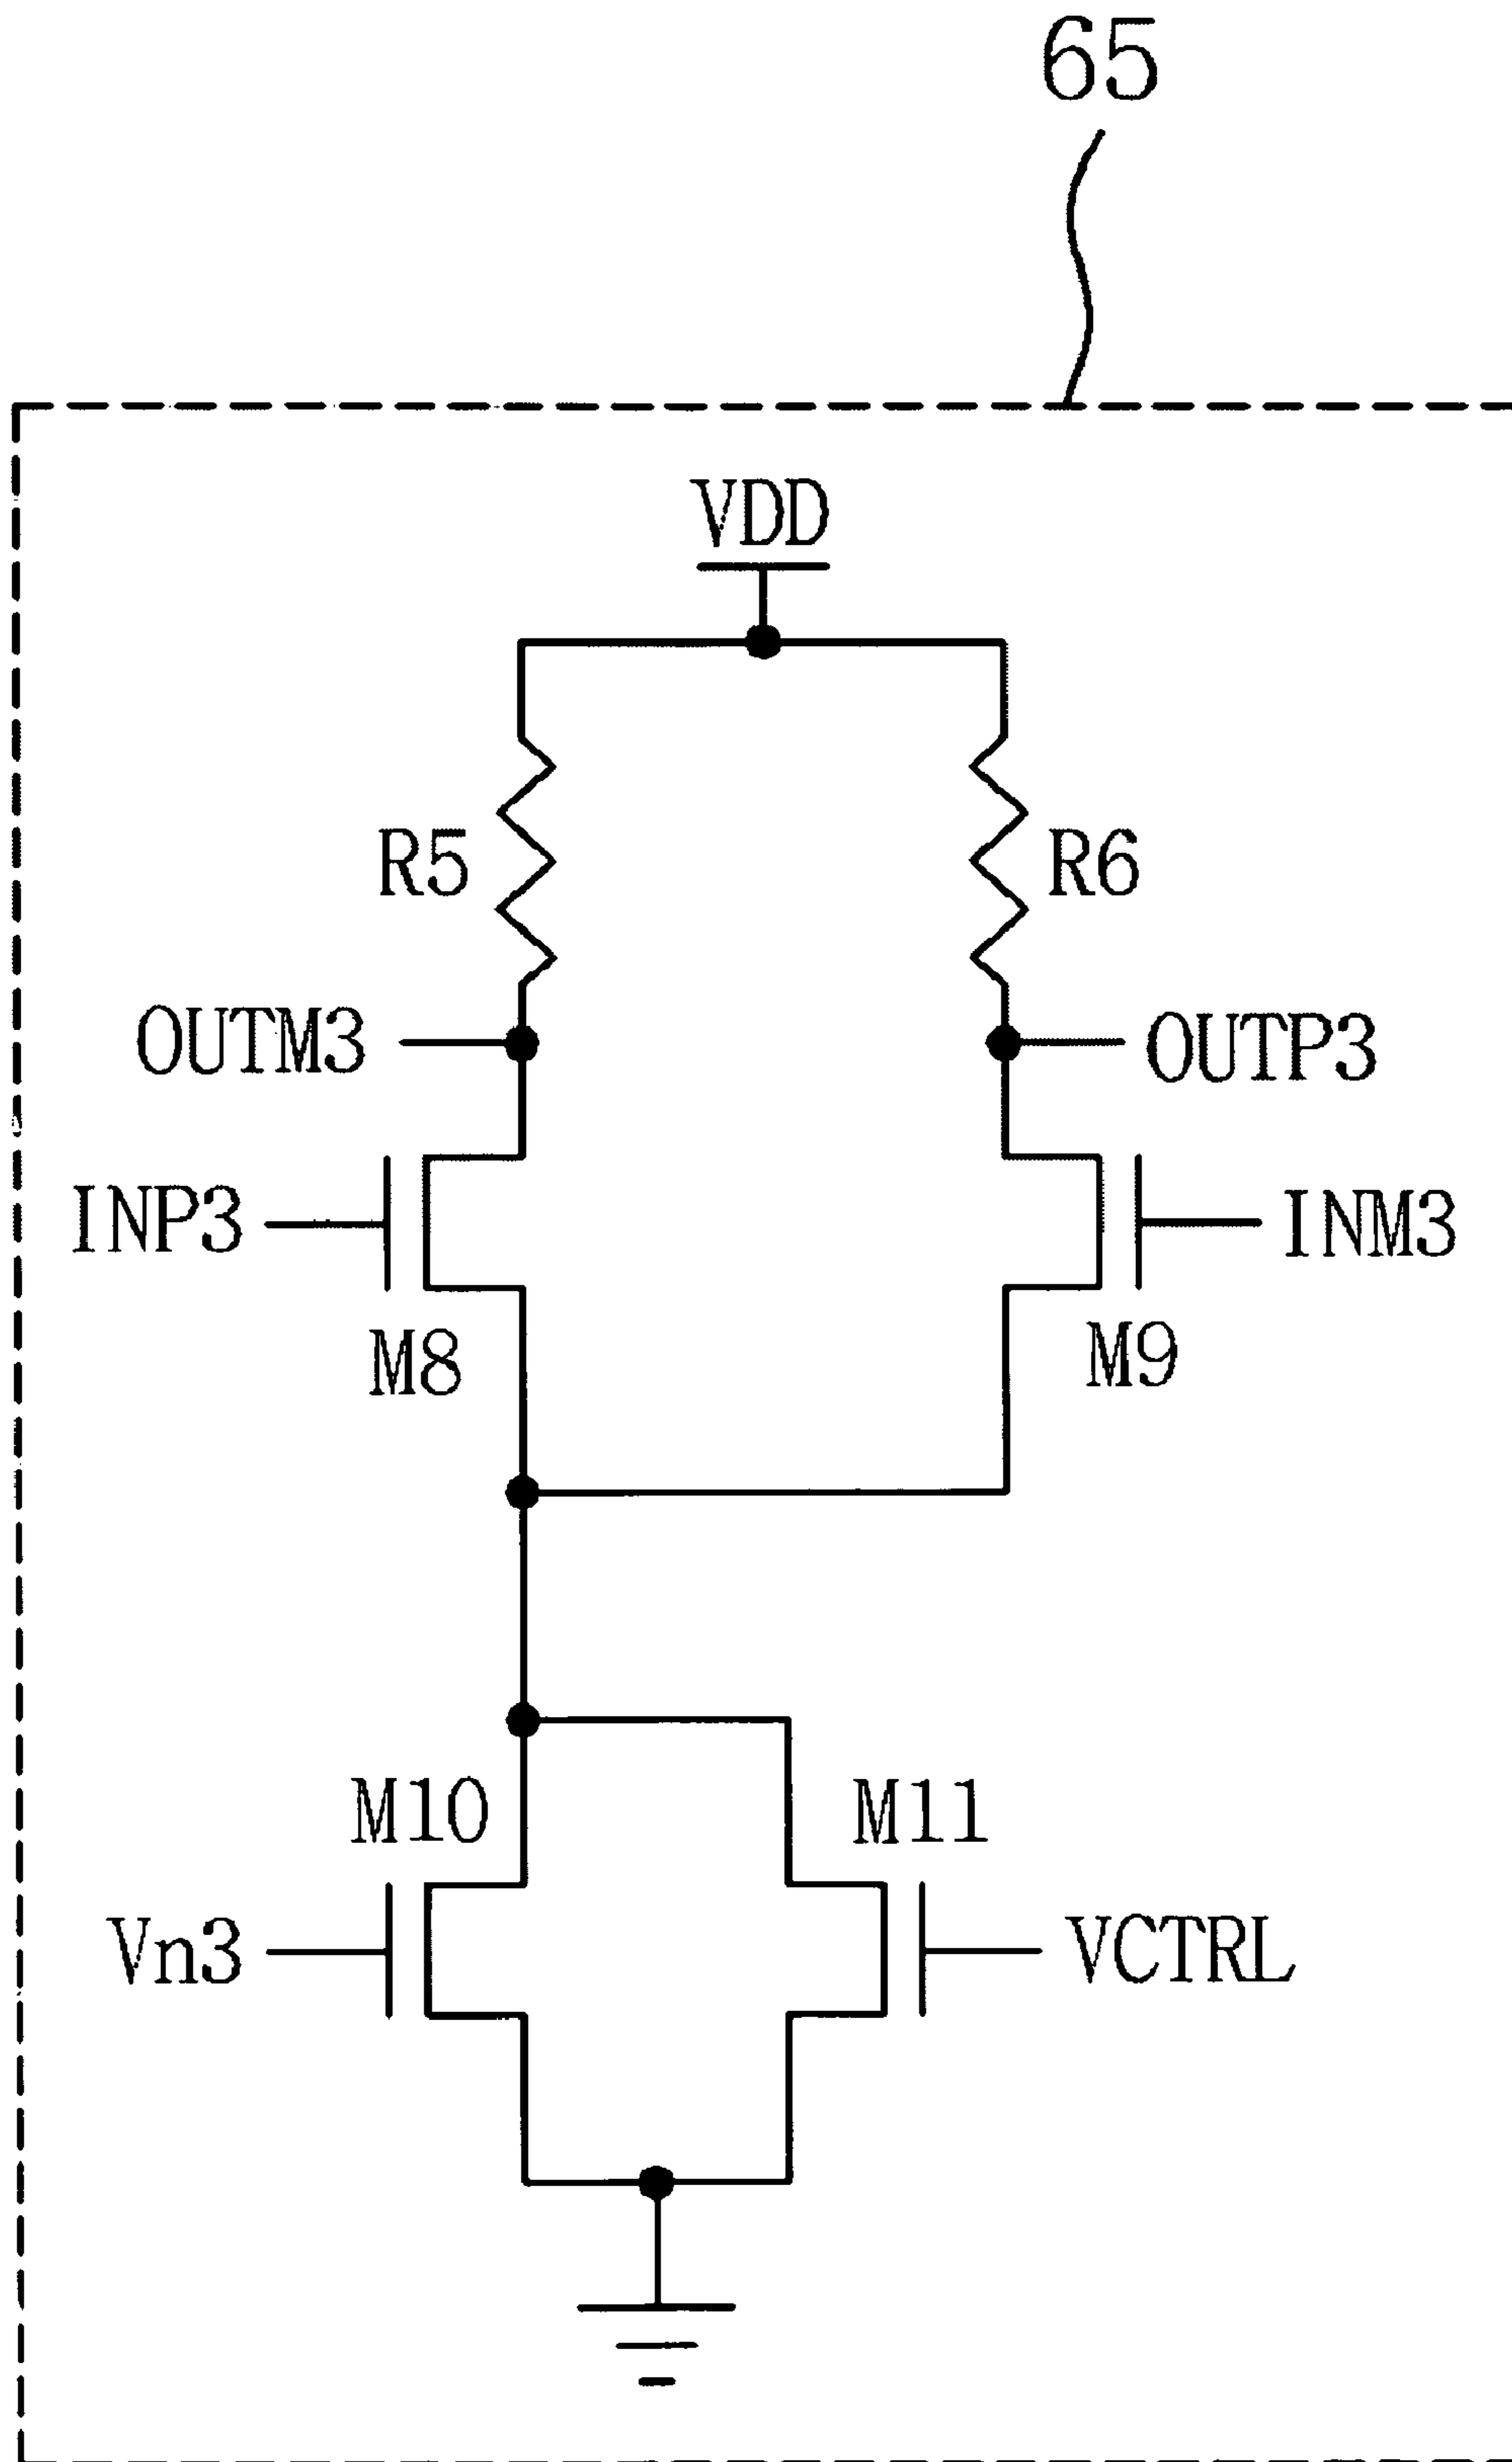 65
VDD
R5
R6
OUTM3
OUTP3
INP3
INM3
M8
M9
M10
M11
Vn3
VCTRL